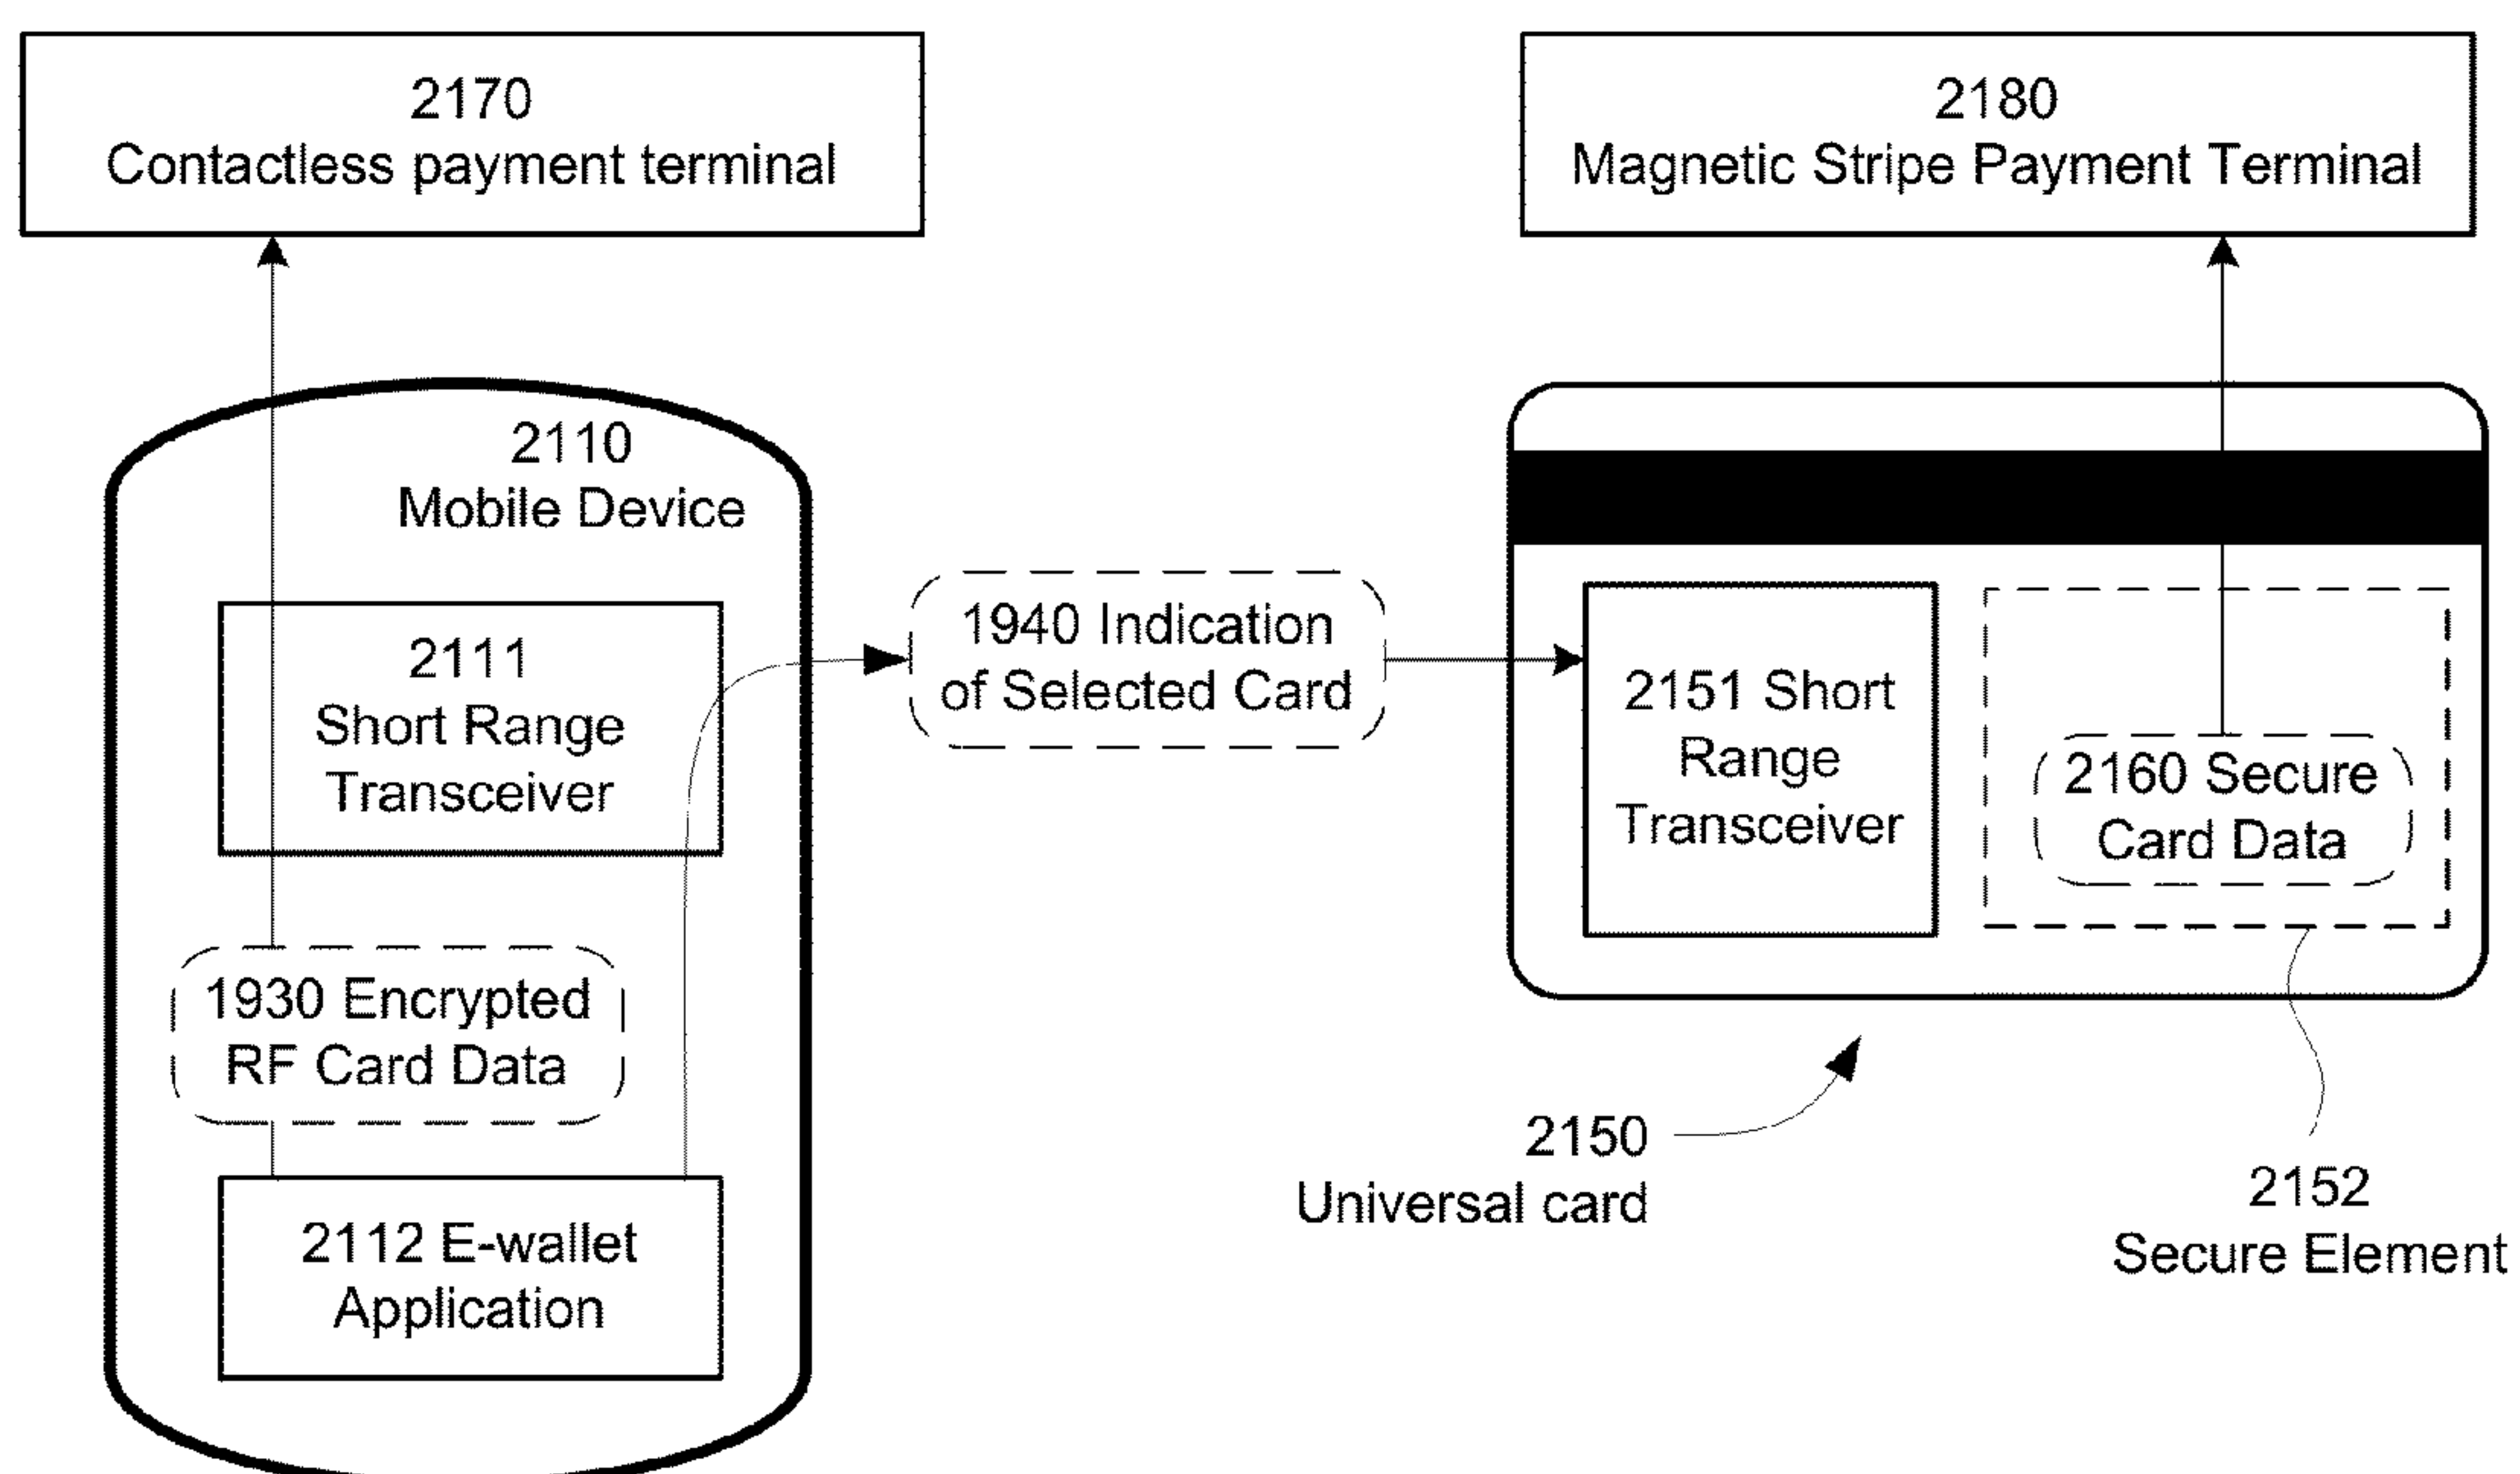 2170
Contactless payment terminal
2180
Magnetic Stripe Payment Terminal
2110
Mobile Device
2111
Short Range
Transceiver
1930 Encrypted
RF Card Data
2112 E-wallet
Application
1940 Indication
of Selected Card
2151 Short
Range
Transceiver
2160 Secure
Card Data
2150
Universal card
2152
Secure Element